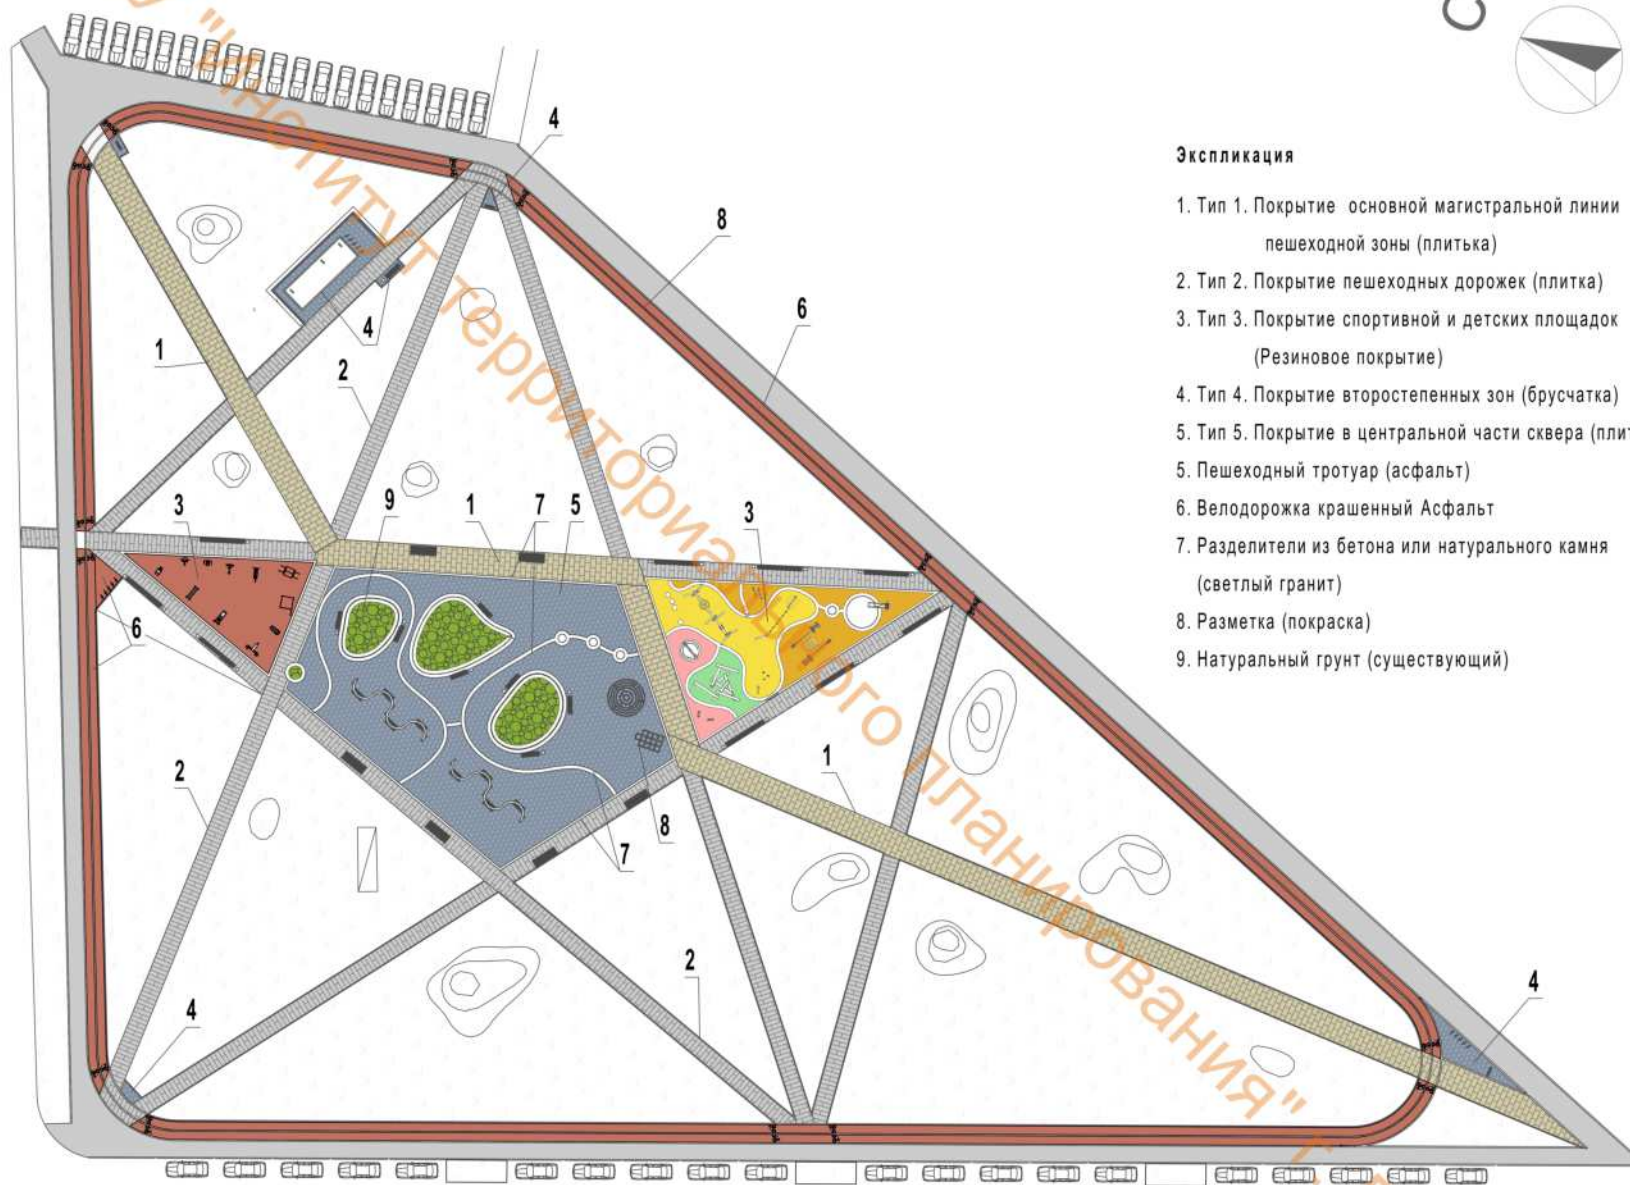 У "Институт территориального планирования" г.
С
Экспликация
1. Тип 1. Покрытие основной магистральной линии
пешеходной зоны (плитька)
2. Тип 2. Покрытие пешеходных дорожек (плитка)
3. Тип 3. Покрытие спортивной и детских площадок
(Резиновое покрытие)
4. Тип 4. Покрытие второстепенных зон (брусчатка)
5. Тип 5. Покрытие в центральной части сквера (плит
5. Пешеходный тротуар (асфальт)
6. Велодорожка крашенный Асфальт
7. Разделители из бетона или натурального камня
(светлый гранит)
8. Разметка (покраска)
9. Натуральный грунт (существующий)
4
8
6
4
1
2
3
9
1
7
5
3
6
2
1
8
7
2
4
4